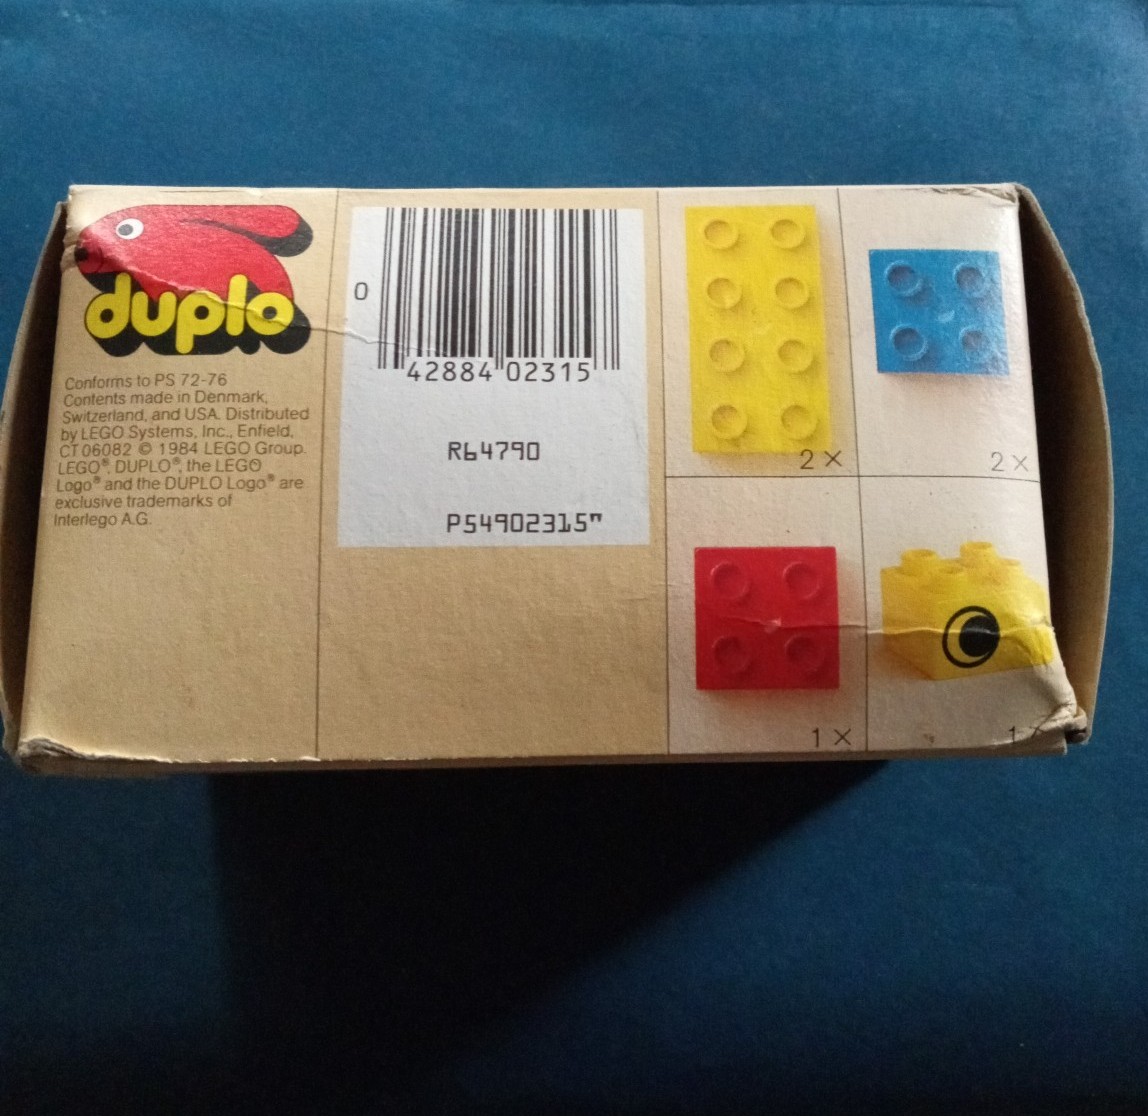 duplo
Conforms to PS 72-76
Contents made in Denmark,
Switzerland, and USA. Distributed
by LEGO Systems, Inc., Enfield,
CT 06082 © 1984 LEGO Group.
LEGO®, DUPLO®, the LEGO
Logo® and the DUPLO Logo® are
exclusive trademarks of
Interlego A.G.
0
42884 02315
R64790
P54902315"
2 ×
2 ×
1 ×
1 ×